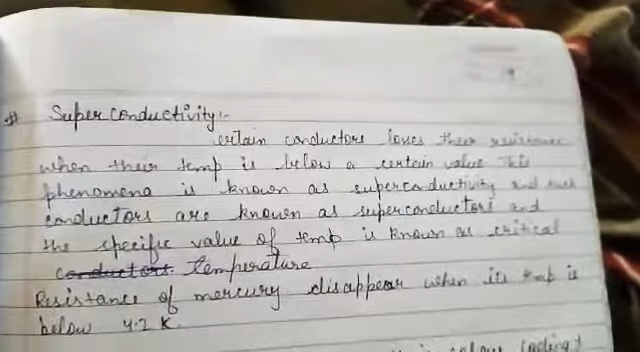 Superconductivity:-
certain conductors loves their resistance
when their temp is below a certain value This
phenomena is known as superconductivity and such
conductors are known as superconductors and
the specific value of temp is known as critical
conductors. Temperature
Resistance of mercury disappear when its temp is
below 4.2 K.